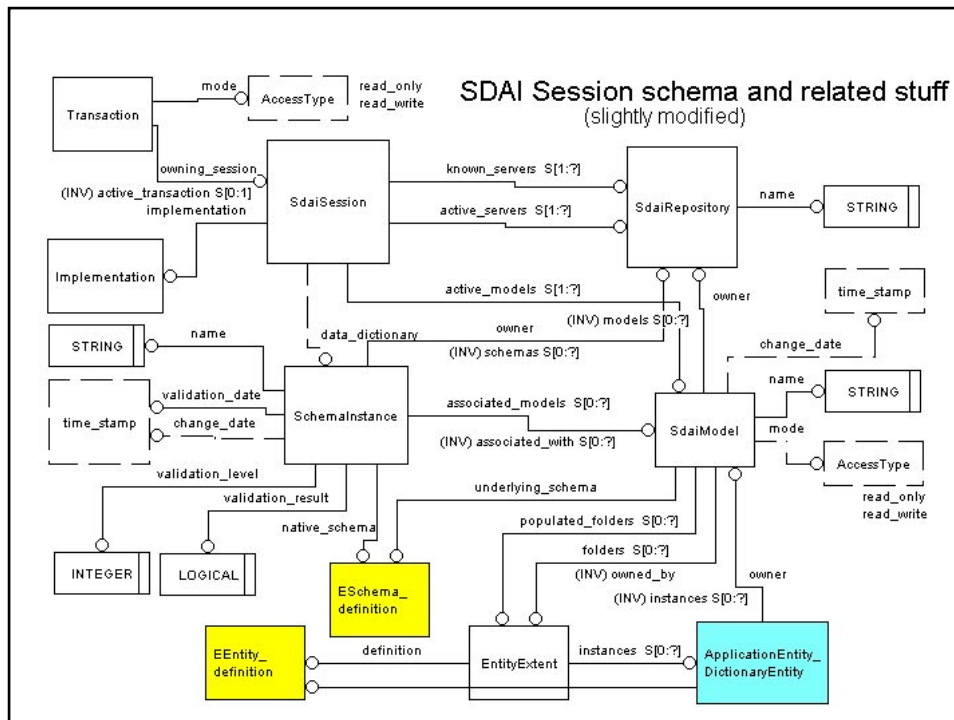 SDAI Session schema and related stuff
(slightly modified)
Transaction
mode
AccessType
read_only
read_write
owning_session
(INV) active_transaction S[0:1]
implementation
SdaiSession
known_servers S[1:?]
active_servers S[1:?]
SdaiRepository
name
STRING
Implementation
active_models S[1:?]
owner
time_stamp
(INV) models S[0:?]
data_dictionary
owner
(INV) schemas S[0:?]
change_date
STRING
name
SchemaInstance
validation_date
time_stamp
change_date
associated_models S[0:?]
(INV) associated_with S[0:?]
SdaiModel
name
STRING
mode
AccessType
read_only
read_write
validation_level
validation_result
native_schema
underlying_schema
populated_folders S[0:?]
folders S[0:?]
(INV) owned_by
owner
(INV) instances S[0:?]
INTEGER
LOGICAL
ESchema_
definition
EEntity_
definition
definition
EntityExtent
instances S[0:?]
ApplicationEntity_
DictionaryEntity